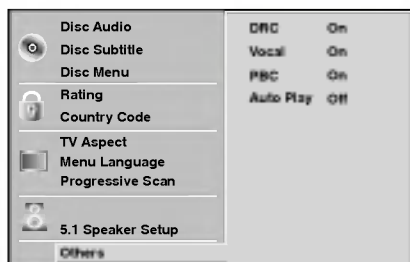 Disc Audio
Disc Subtitle
Disc Menu
Rating
Country Code
TV Aspect
Menu Language
Progressive Scan
5.1 Speaker Setup
Others
DRC On
Vocal On
PBC On
Auto Play Off